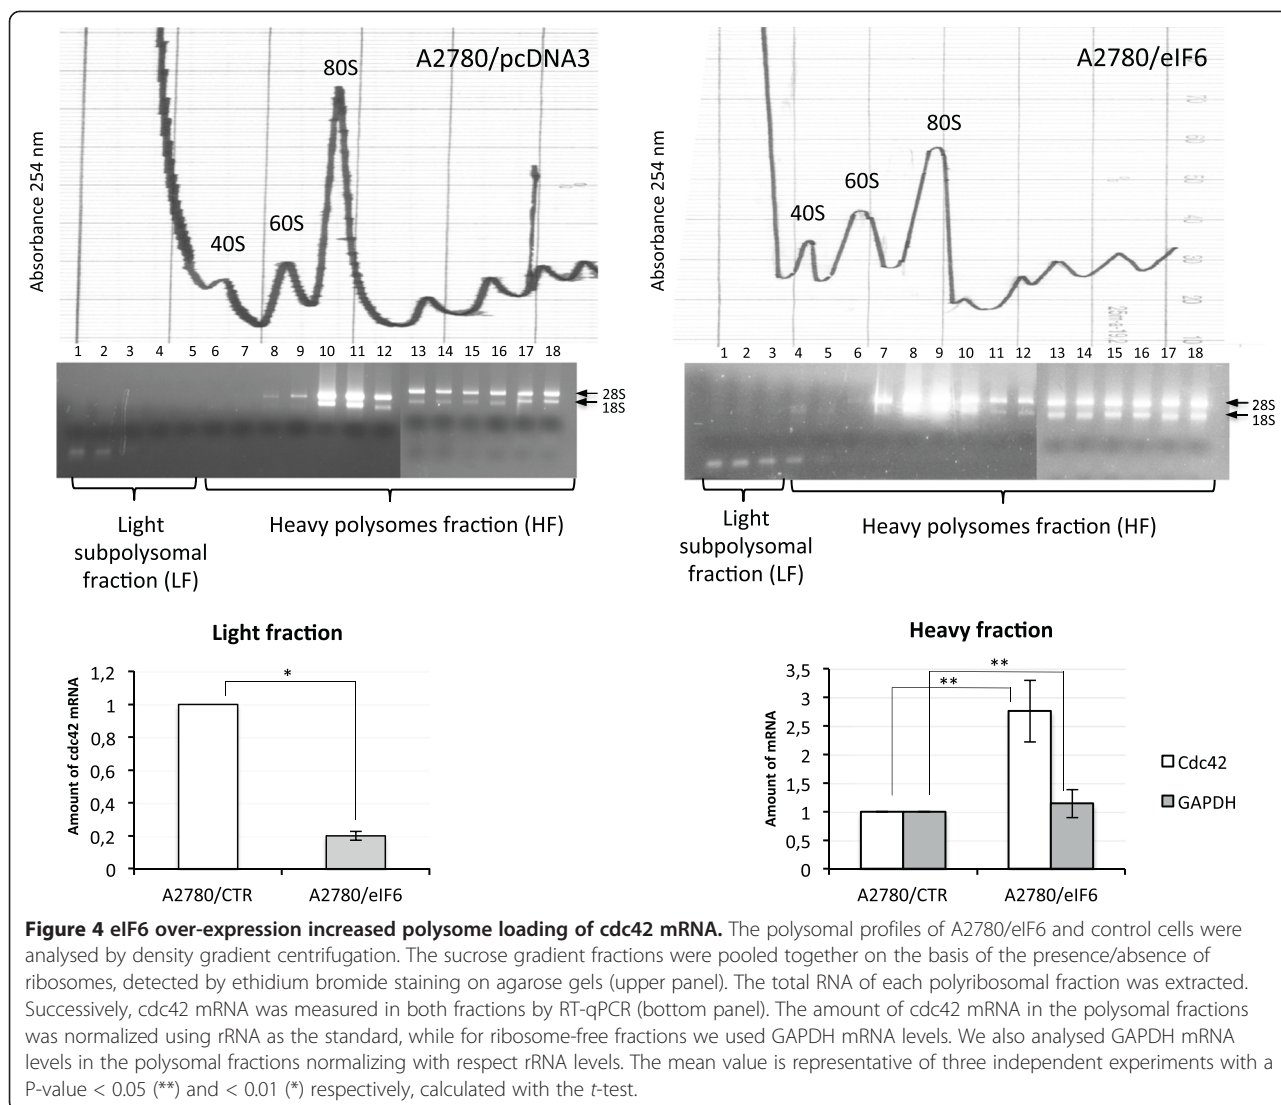 A2780/pcDNA3
80S
60S
40S
Absorbance 254 nm
1 2 3 4 5 6 7 8 9 10 11 12 13 14 15 16 17 18
28S
18S
Light
subpolysomal
fraction (LF)
Heavy polysomes fraction (HF)
A2780/eIF6
80S
60S
40S
Absorbance 254 nm
70
60
50
40
30
20
10
1 2 3 4 5 6 7 8 9 10 11 12 13 14 15 16 17 18
28S
18S
Light
subpolysomal
fraction (LF)
Heavy polysomes fraction (HF)
Light fraction
Amount of cdc42 mRNA
1,2
1
0,8
0,6
0,4
0,2
0
*
A2780/CTR A2780/eIF6
Heavy fraction
Amount of mRNA
3,5
3
2,5
2
1,5
1
0,5
0
**
**
A2780/CTR A2780/eIF6
Cdc42
GAPDH
Figure 4 eIF6 over-expression increased polysome loading of cdc42 mRNA. The polysomal profiles of A2780/eIF6 and control cells were
analysed by density gradient centrifugation. The sucrose gradient fractions were pooled together on the basis of the presence/absence of
ribosomes, detected by ethidium bromide staining on agarose gels (upper panel). The total RNA of each polyribosomal fraction was extracted.
Successively, cdc42 mRNA was measured in both fractions by RT-qPCR (bottom panel). The amount of cdc42 mRNA in the polysomal fractions
was normalized using rRNA as the standard, while for ribosome-free fractions we used GAPDH mRNA levels. We also analysed GAPDH mRNA
levels in the polysomal fractions normalizing with respect rRNA levels. The mean value is representative of three independent experiments with a
P-value < 0.05 (**) and < 0.01 (*) respectively, calculated with the t-test.